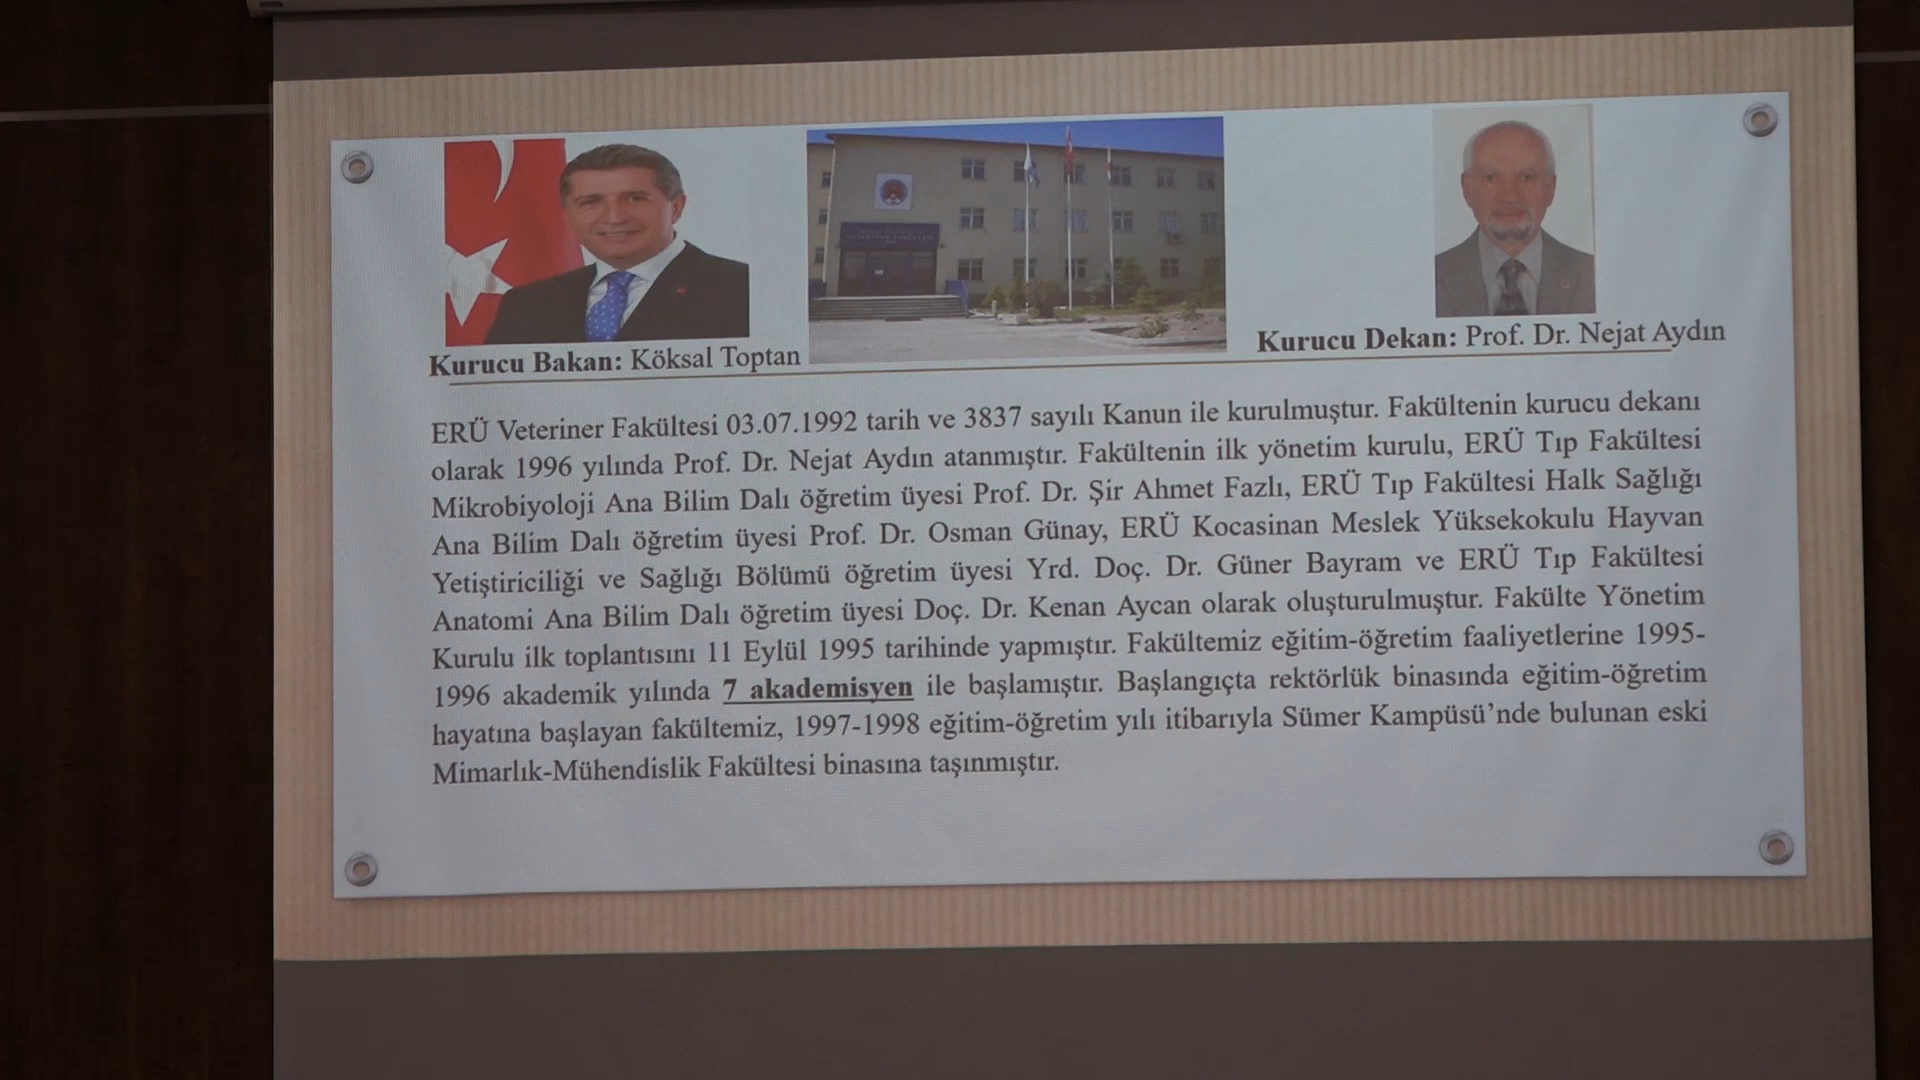 Kurucu Bakan: Köksal Toptan
Kurucu Dekan: Prof. Dr. Nejat Aydın
ERÜ Veteriner Fakültesi 03.07.1992 tarih ve 3837 sayılı Kanun ile kurulmuştur. Fakültenin kurucu dekanı
olarak 1996 yılında Prof. Dr. Nejat Aydın atanmıştır. Fakültenin ilk yönetim kurulu, ERÜ Tıp Fakültesi
Mikrobiyoloji Ana Bilim Dalı öğretim üyesi Prof. Dr. Şir Ahmet Fazlı, ERÜ Tıp Fakültesi Halk Sağlığı
Ana Bilim Dalı öğretim üyesi Prof. Dr. Osman Günay, ERÜ Kocasinan Meslek Yüksekokulu Hayvan
Yetiştiriciliği ve Sağlığı Bölümü öğretim üyesi Yrd. Doç. Dr. Güner Bayram ve ERÜ Tıp Fakültesi
Anatomi Ana Bilim Dalı öğretim üyesi Doç. Dr. Kenan Aycan olarak oluşturulmuştur. Fakülte Yönetim
Kurulu ilk toplantısını 11 Eylül 1995 tarihinde yapmıştır. Fakültemiz eğitim-öğretim faaliyetlerine 1995-
1996 akademik yılında 7 akademisyen ile başlamıştır. Başlangıçta rektörlük binasında eğitim-öğretim
hayatına başlayan fakültemiz, 1997-1998 eğitim-öğretim yılı itibarıyla Sümer Kampüsü’nde bulunan eski
Mimarlık-Mühendislik Fakültesi binasına taşınmıştır.